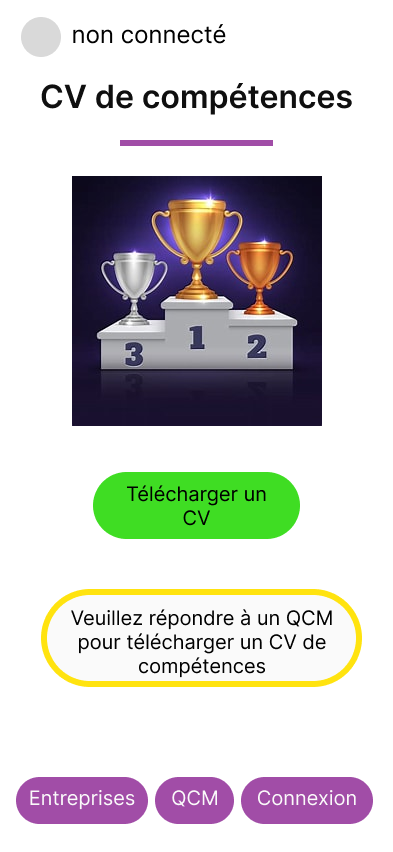 non connecté
CV de compétences
1
2
3
Télécharger un
CV
Veuillez répondre à un QCM
pour télécharger un CV de
compétences
Entreprises
QCM
Connexion